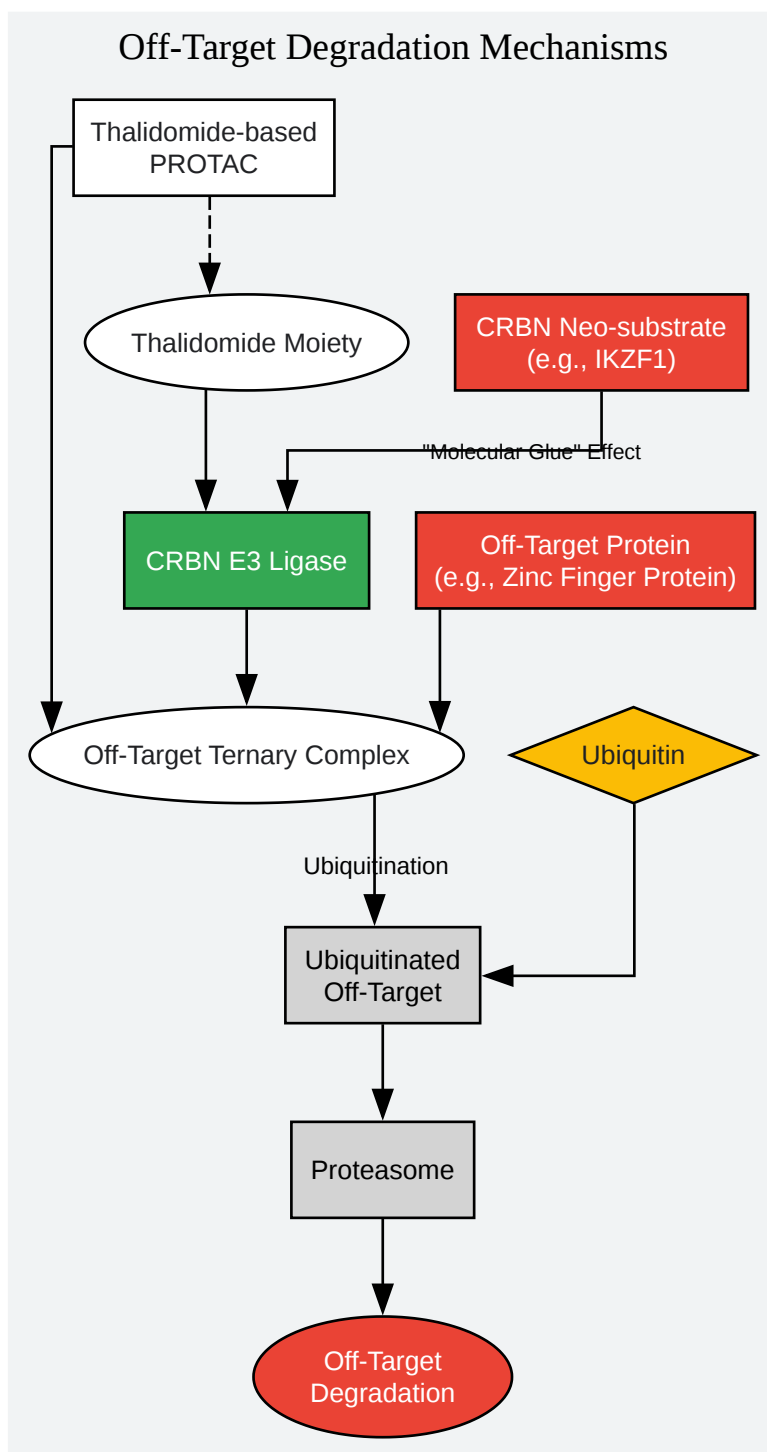 Off-Target Degradation Mechanisms
Thalidomide-based
PROTAC
Thalidomide Moiety
CRBN Neo-substrate
(e.g., IKZF1)
"Molecular Glue" Effect
CRBN E3 Ligase
Off-Target Protein
(e.g., Zinc Finger Protein)
Off-Target Ternary Complex
Ubiquitin
Ubiquitination
Ubiquitinated
Off-Target
Proteasome
Off-Target
Degradation